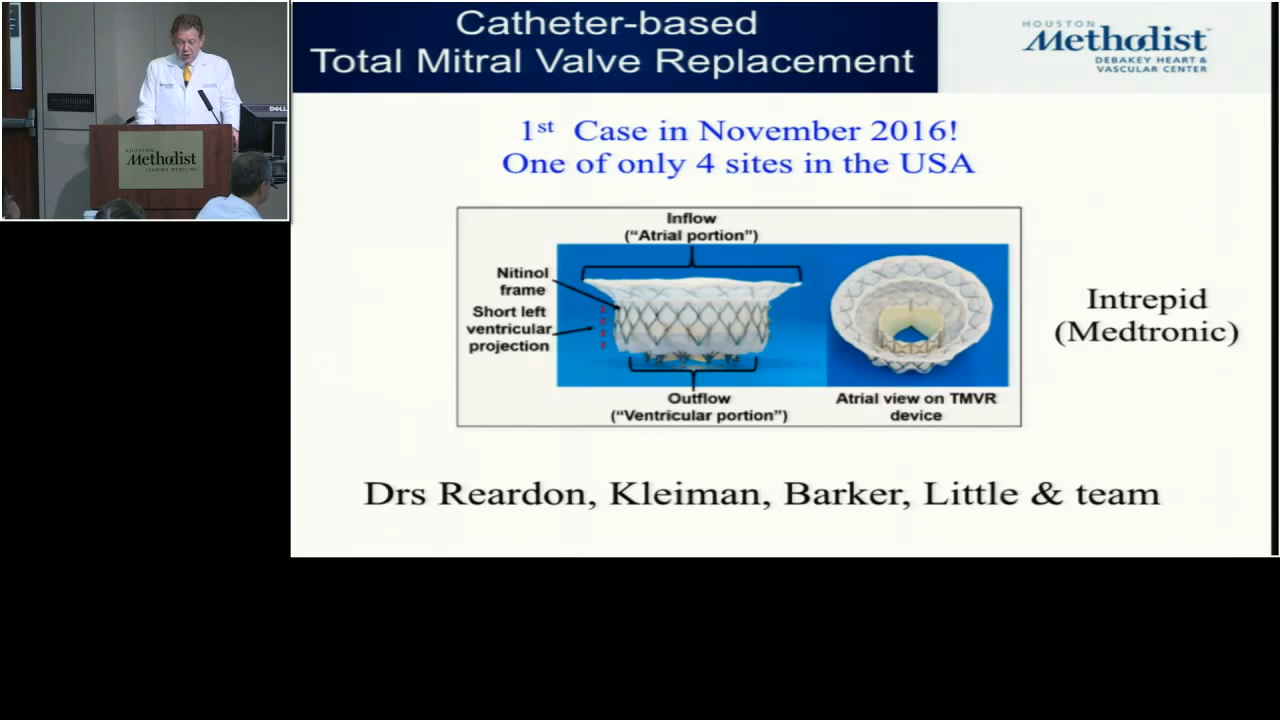 Catheter-based
Total Mitral Valve Replacement
HOUSTON
Methodist
DEBAKEY HEART &
VASCULAR CENTER
1st Case in November 2016!
One of only 4 sites in the USA
Inflow
(“Atrial portion”)
Nitinol
frame
Short left
ventricular
projection
Outflow
(“Ventricular portion”)
Atrial view on TMVR
device
Intrepid
(Medtronic)
Drs Reardon, Kleiman, Barker, Little & team
HOUSTON
Methodist
LEADING MEDICINE
DELL